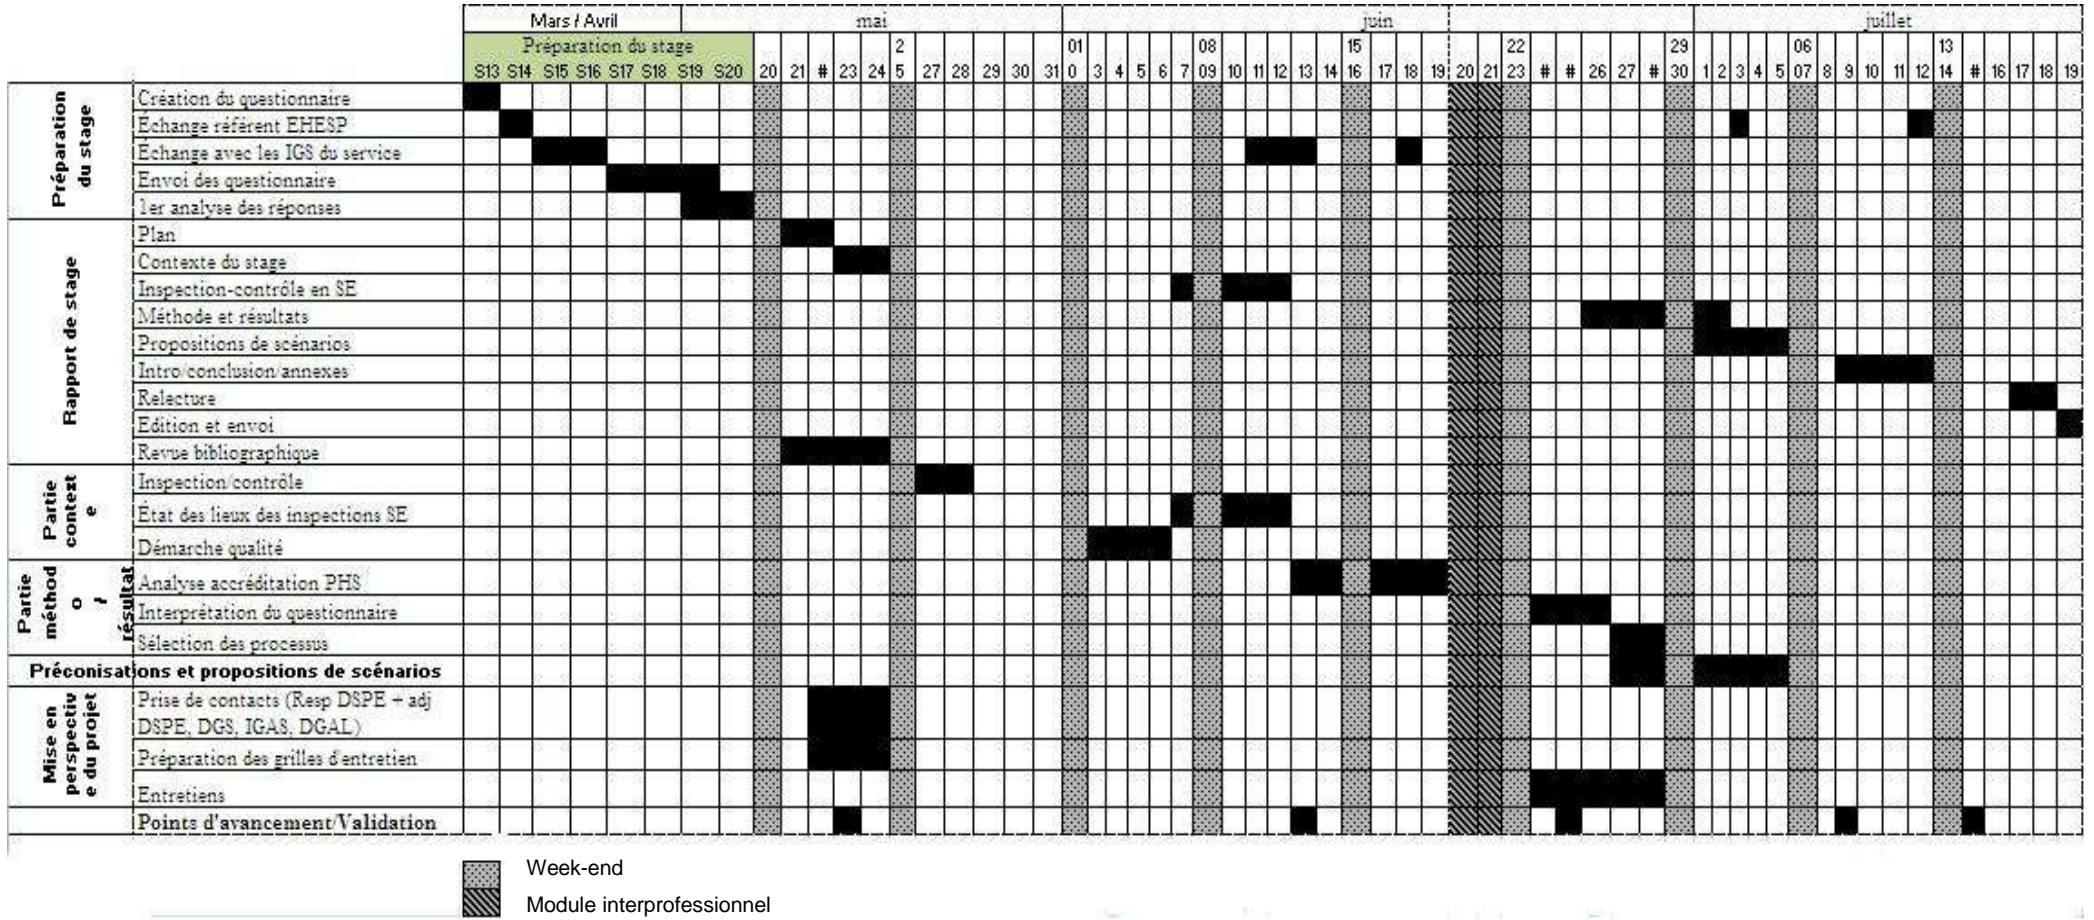 Mars / Avril mai juin juillet
Préparation du stage 2 01 08 15 22 29 06 13
S13 S14 S15 S16 S17 S18 S19 S20 20 21 # 23 24 5 27 28 29 30 31 0 3 4 5 6 7 09 10 11 12 13 14 16 17 18 19 20 21 23 # # 26 27 # 30 1 2 3 4 5 07 8 9 10 11 12 14 # 16 17 18 19
Préparation
du stage
Création du questionnaire
Échange référent EHESP
Échange avec les IGS du service
Envoi des questionnaire
1er analyse des réponses
Rapport de stage
Plan
Contexte du stage
Inspection-contrôle en SE
Méthode et résultats
Propositions de scénarios
Intro/conclusion/annexes
Relecture
Edition et envoi
Revue bibliographique
Partie
context
e
Inspection/contrôle
État des lieux des inspections SE
Démarche qualité
Partie
méthod
o /
résultat
Analyse accréditation PHS
Interprétation du questionnaire
Sélection des processus
Préconisations et propositions de scénarios
Mise en
perspectiv
e du projet
Prise de contacts (Resp DSPE + adj
DSPE, DGS, IGAS, DGAL)
Préparation des grilles d'entretien
Entretiens
Points d'avancement/Validation
Week-end
Module interprofessionnel